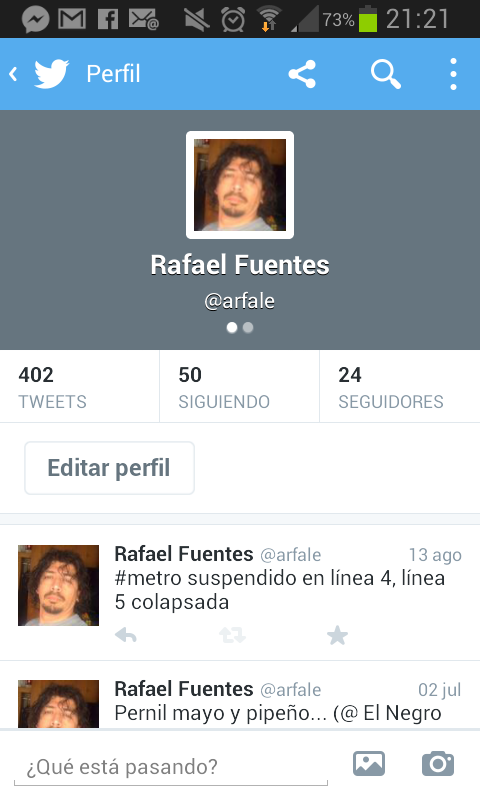 73% 21:21
Perfil
Rafael Fuentes
@arfale
402 50 24
TWEETS SIGUIENDO SEGUIDORES
Editar perfil
Rafael Fuentes @arfale 13 ago
#metro suspendido en línea 4, línea
5 colapsada
Rafael Fuentes @arfale 02 jul
Pernil mayo y pipeño... (@ El Negro
¿Qué está pasando?